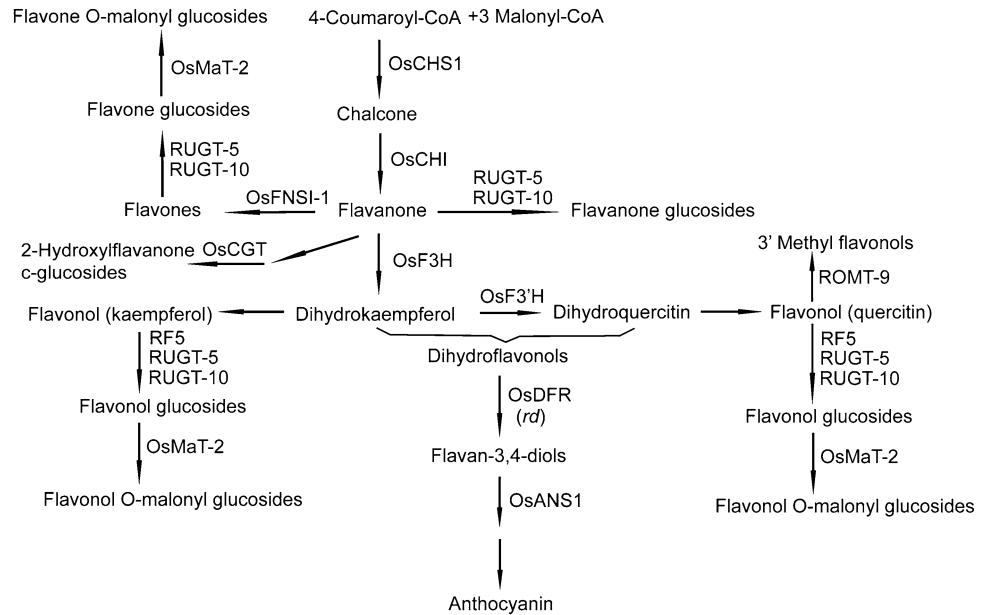 Flavone O-malonyl glucosides
4-Coumaroyl-CoA +3 Malonyl-CoA
OsMaT-2
OsCHS1
Flavone glucosides
Chalcone
RUGT-5
RUGT-10
OsCHI
OsFNSI-1
RUGT-5
RUGT-10
Flavones
Flavanone
Flavanone glucosides
2-Hydroxylflavanone
c-glucosides
OsCGT
OsF3H
3' Methyl flavonols
ROMT-9
Flavonol (kaempferol)
Dihydrokaempferol
OsF3'H
Dihydroquercitin
Flavonol (quercitin)
RF5
RUGT-5
RUGT-10
Dihydroflavonols
RF5
RUGT-5
RUGT-10
Flavonol glucosides
OsDFR
(rd)
Flavonol glucosides
OsMaT-2
Flavan-3,4-diols
OsMaT-2
Flavonol O-malonyl glucosides
OsANS1
Flavonol O-malonyl glucosides
Anthocyanin